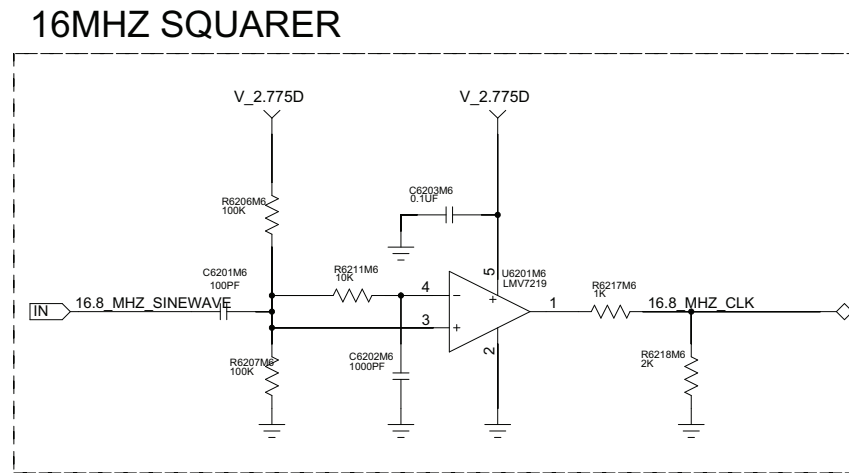 16MHZ SQUARER
V_2.775D
V_2.775D
C6203M6
0.1UF
R6206M6
100K
C6201M6
100PF
R6211M6
10K
U6201M6
LMV7219
R6217M6
1K
IN
16.8_MHZ_SINEWAVE
16.8_MHZ_CLK
4
3
5
2
1
−
+
+
R6207M6
100K
C6202M6
1000PF
R6218M6
2K